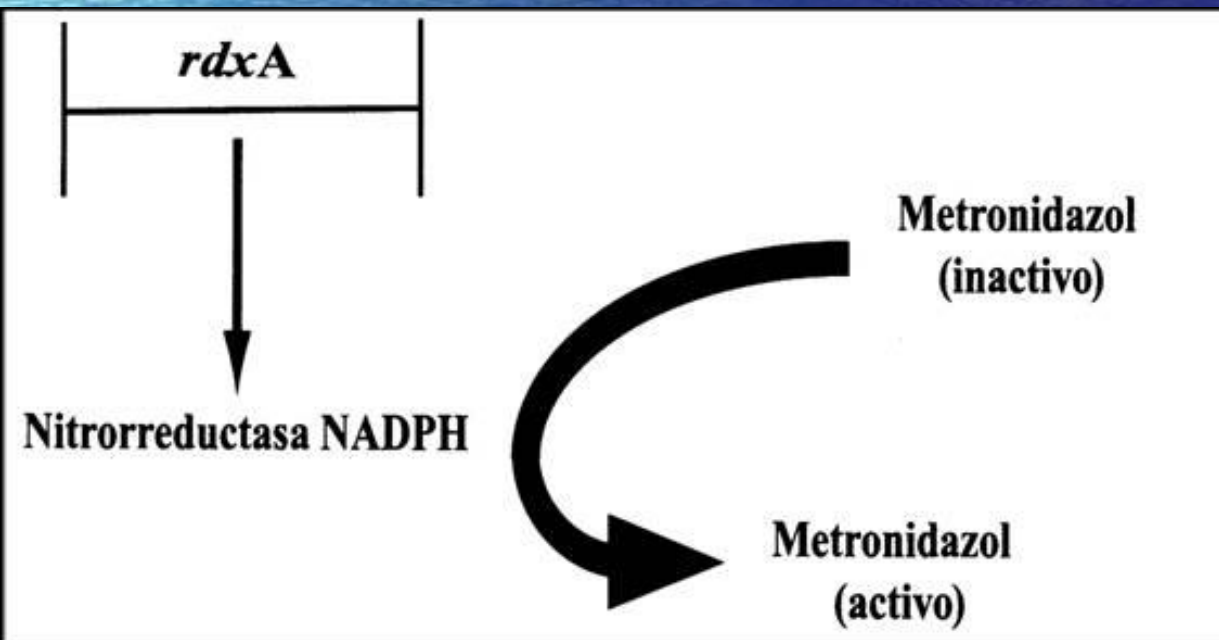 rdxA
Metronidazol
(inactivo)
Nitrorreductasa NADPH
Metronidazol
(activo)